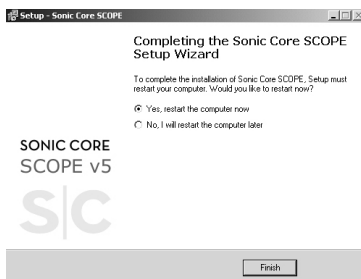 Setup - Sonic Core SCOPE
Completing the Sonic Core SCOPE
Setup Wizard
To complete the installation of Sonic Core SCOPE, Setup must
restart your computer. Would you like to restart now?
Yes, restart the computer now
No, I will restart the computer later
SONIC CORE
SCOPE v5
S|C
Finish